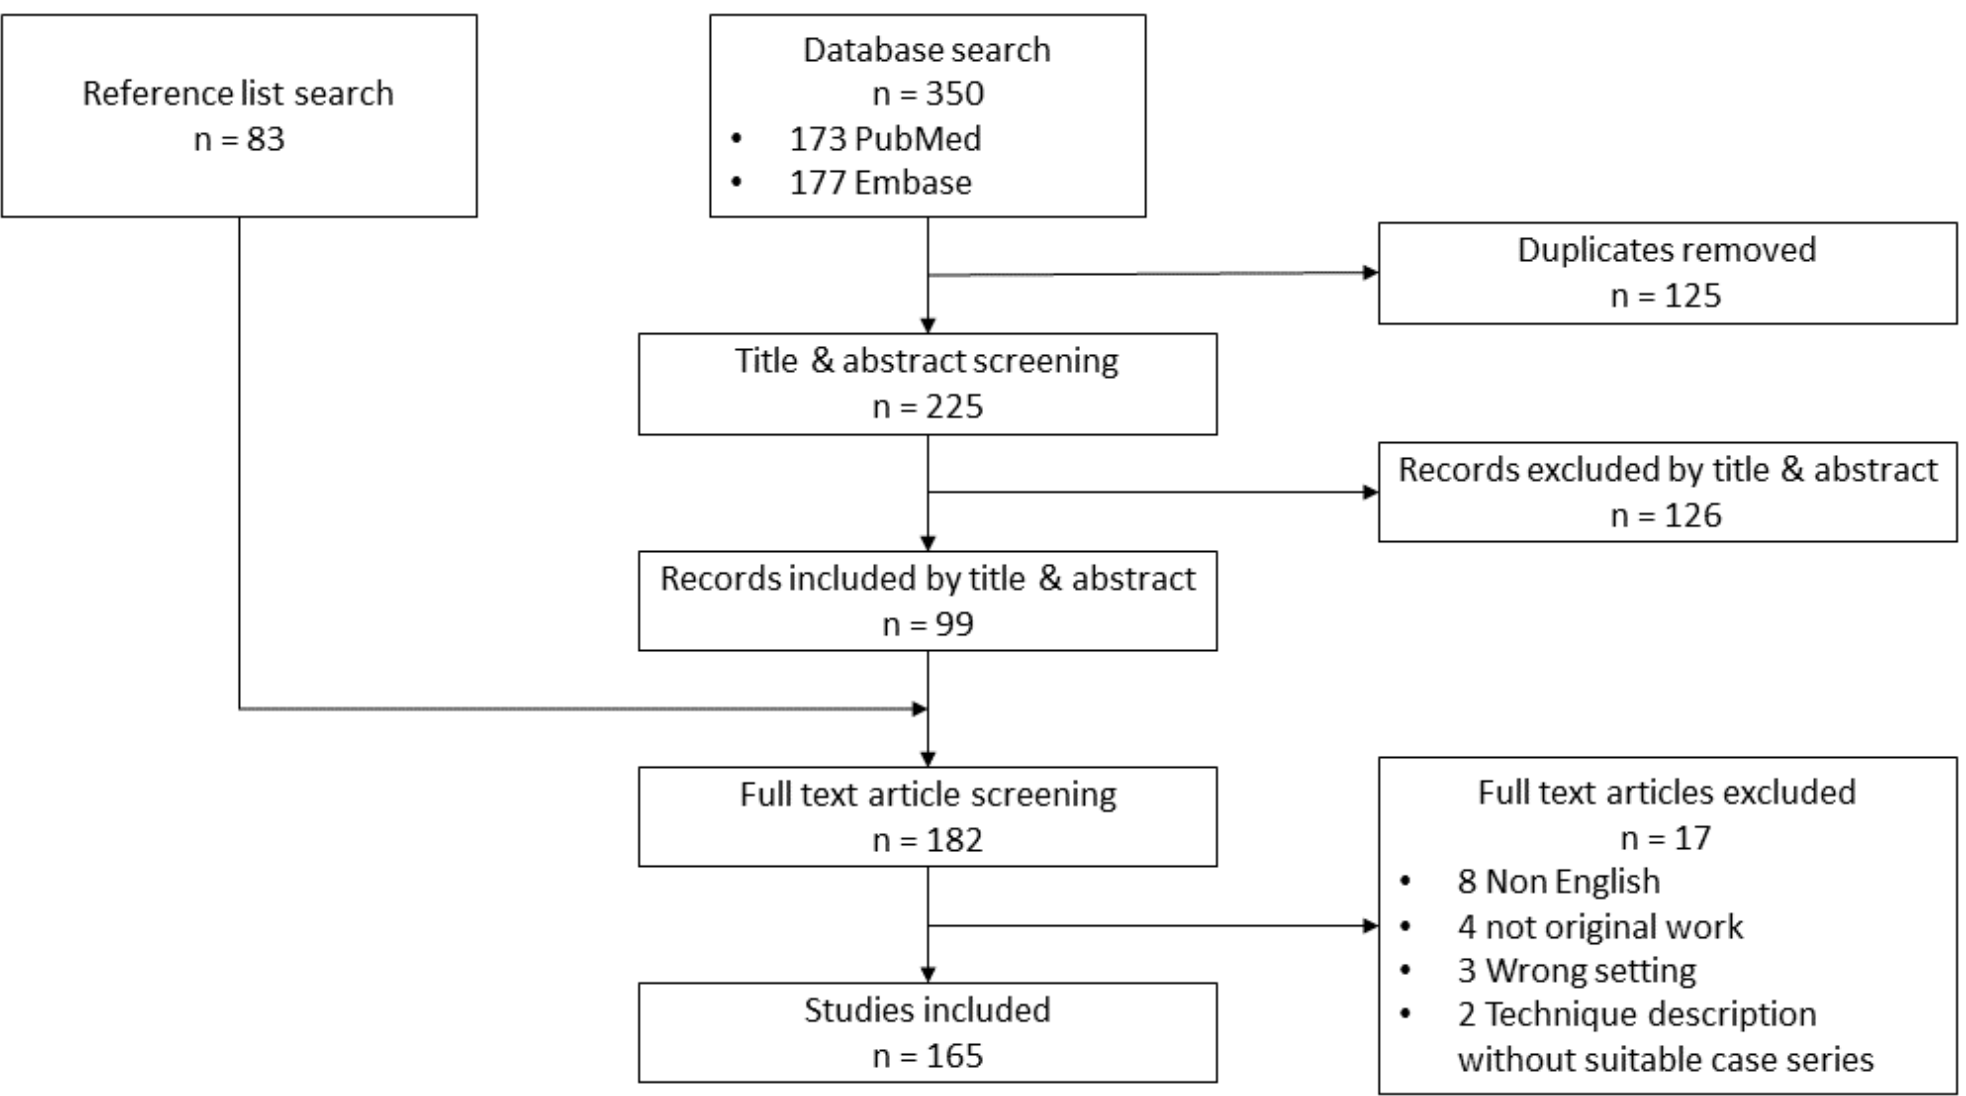 Reference list search
n = 83
Database search
n = 350
• 173 PubMed
• 177 Embase
Duplicates removed
n = 125
Title & abstract screening
n = 225
Records excluded by title & abstract
n = 126
Records included by title & abstract
n = 99
Full text article screening
n = 182
Full text articles excluded
n = 17
• 8 Non English
• 4 not original work
• 3 Wrong setting
• 2 Technique description
without suitable case series
Studies included
n = 165